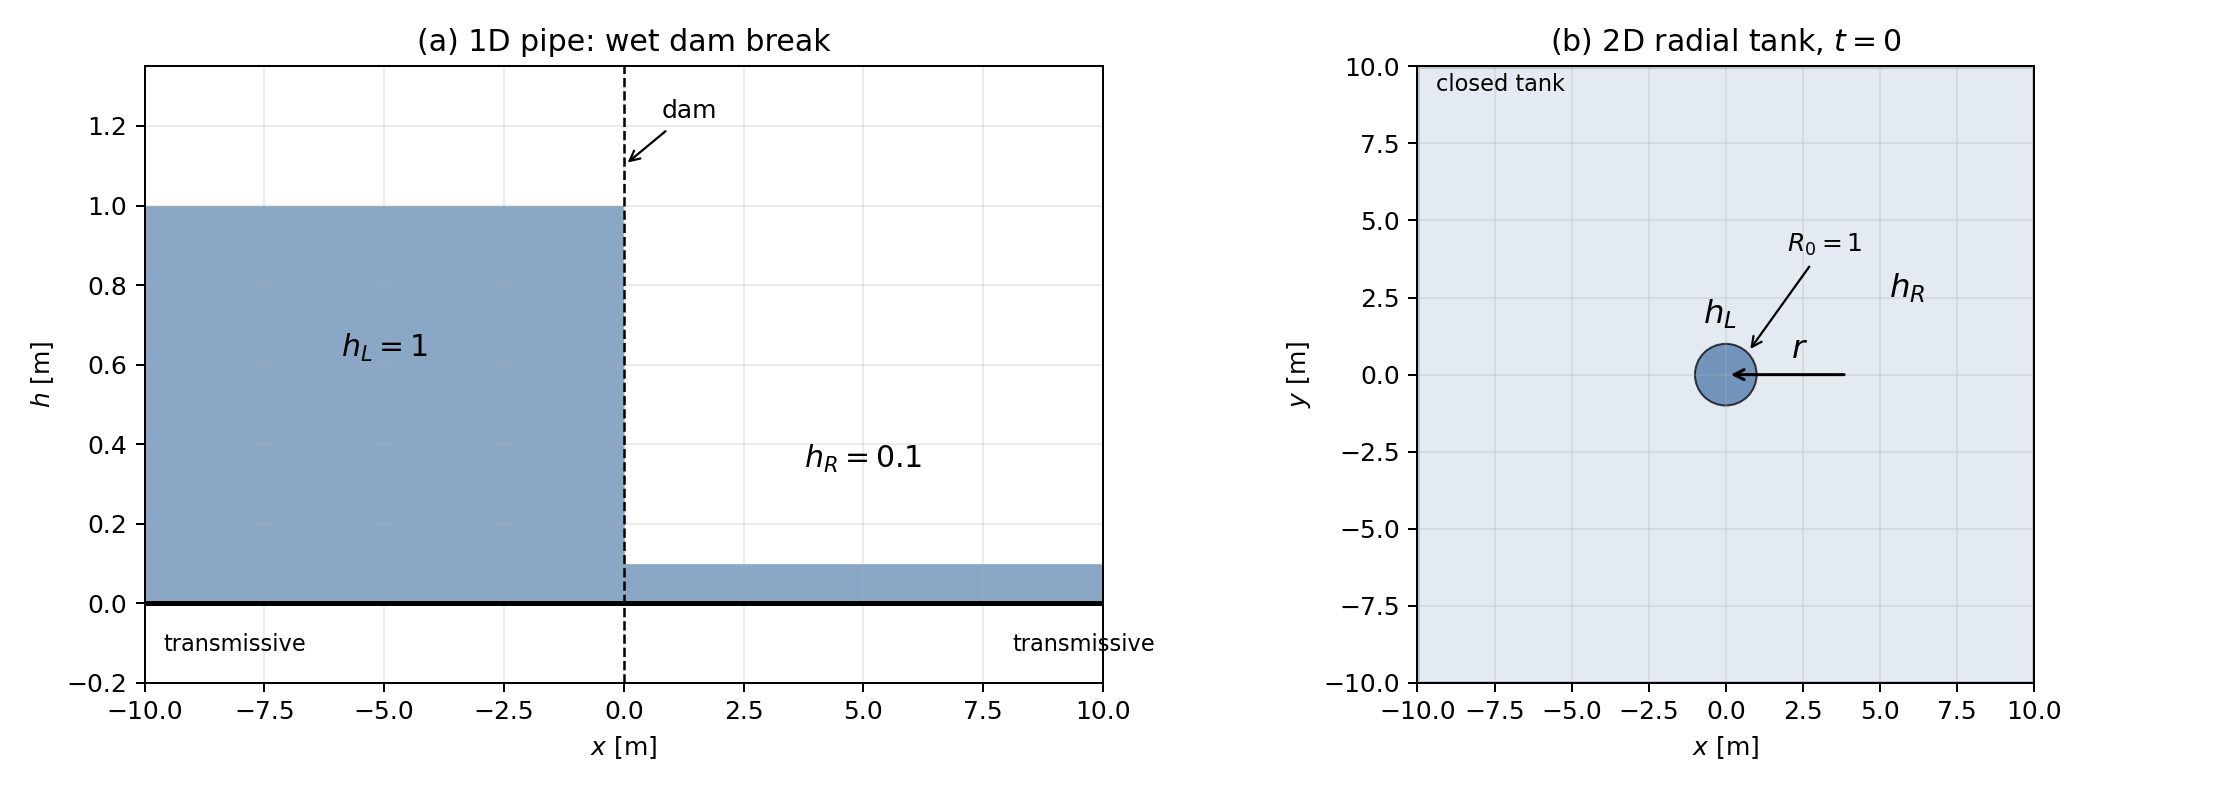 (a) 1D pipe: wet dam break
h [m]
1.2
1.0
0.8
0.6
0.4
0.2
0.0
−0.2
dam
h_L = 1
h_R = 0.1
transmissive
transmissive
−10.0 −7.5 −5.0 −2.5 0.0 2.5 5.0 7.5 10.0
x [m]
(b) 2D radial tank, t = 0
y [m]
10.0
7.5
5.0
2.5
0.0
−2.5
−5.0
−7.5
−10.0
closed tank
R_0 = 1
h_R
h_L
r
−10.0 −7.5 −5.0 −2.5 0.0 2.5 5.0 7.5 10.0
x [m]